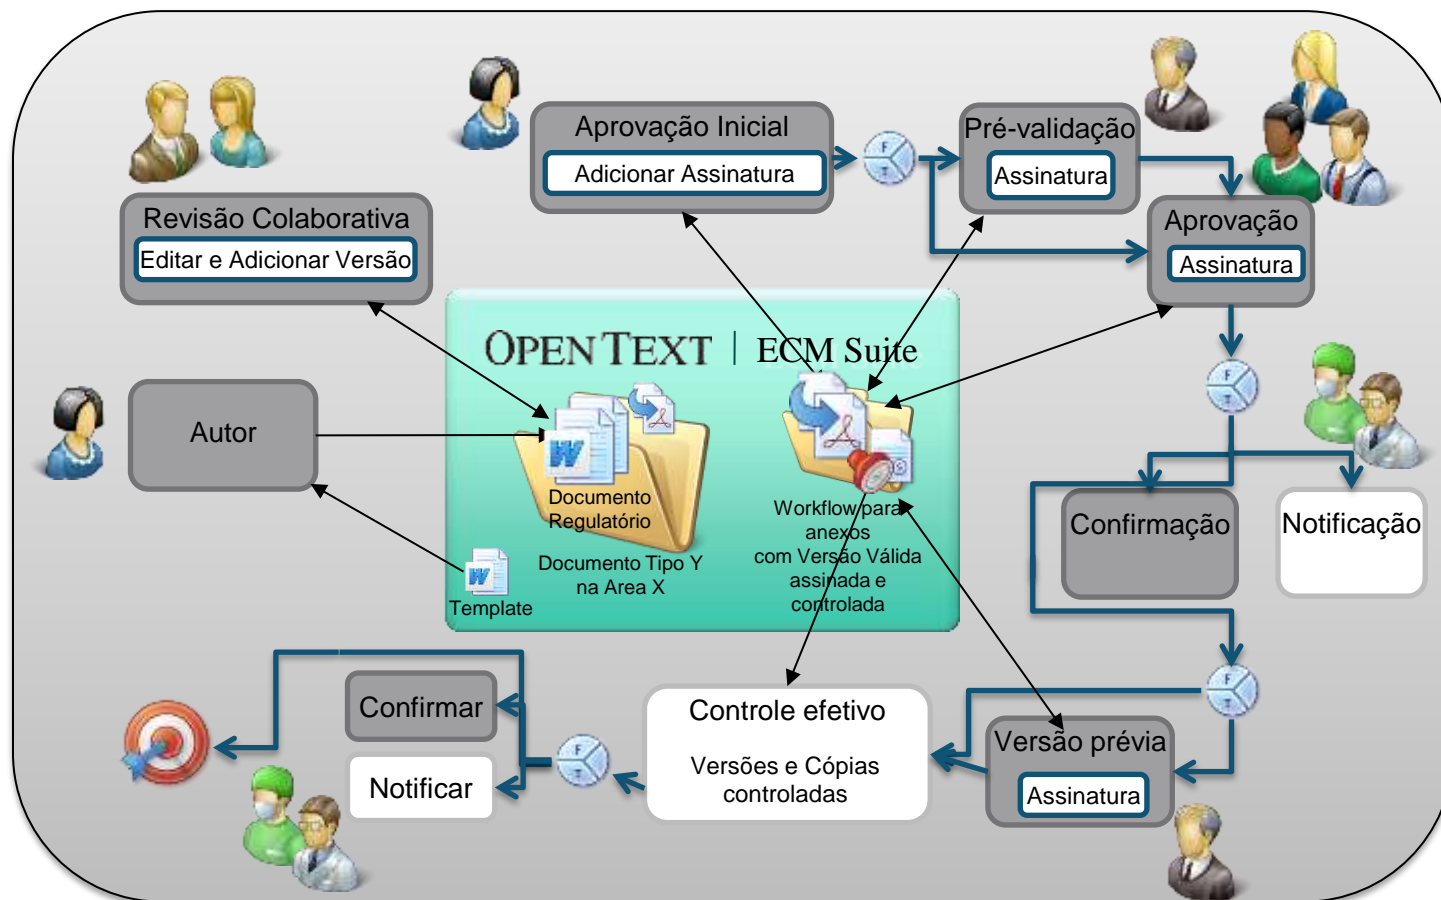 Aprovação Inicial
Adicionar Assinatura
F
T
Pré-validação
Assinatura
Revisão Colaborativa
Editar e Adicionar Versão
Aprovação
Assinatura
OPEN TEXT | ECM Suite
F
T
Autor
W
Documento
Regulatório
Documento Tipo Y
na Area X
W
Template
Workflow para
anexos
com Versão Válida
assinada e
controlada
Confirmação
Notificação
F
T
Confirmar
Notificar
F
T
Controle efetivo
Versões e Cópias
controladas
Versão prévia
Assinatura